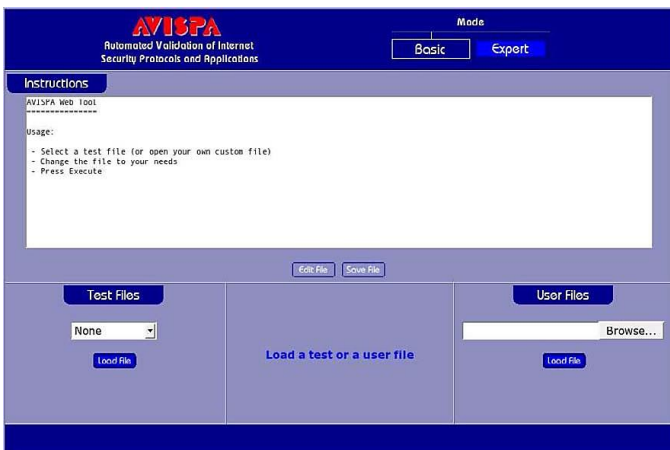 AVISPA
Automated Validation of Internet
Security Protocols and Applications
Mode
Basic
Expert
Instructions
AVISPA Web Tool
===============
Usage:
- Select a test file (or open your own custom file)
- Change the file to your needs
- Press Execute
Edit File
Save File
Test Files
None
Load File
Load a test or a user file
User Files
Browse...
Load File